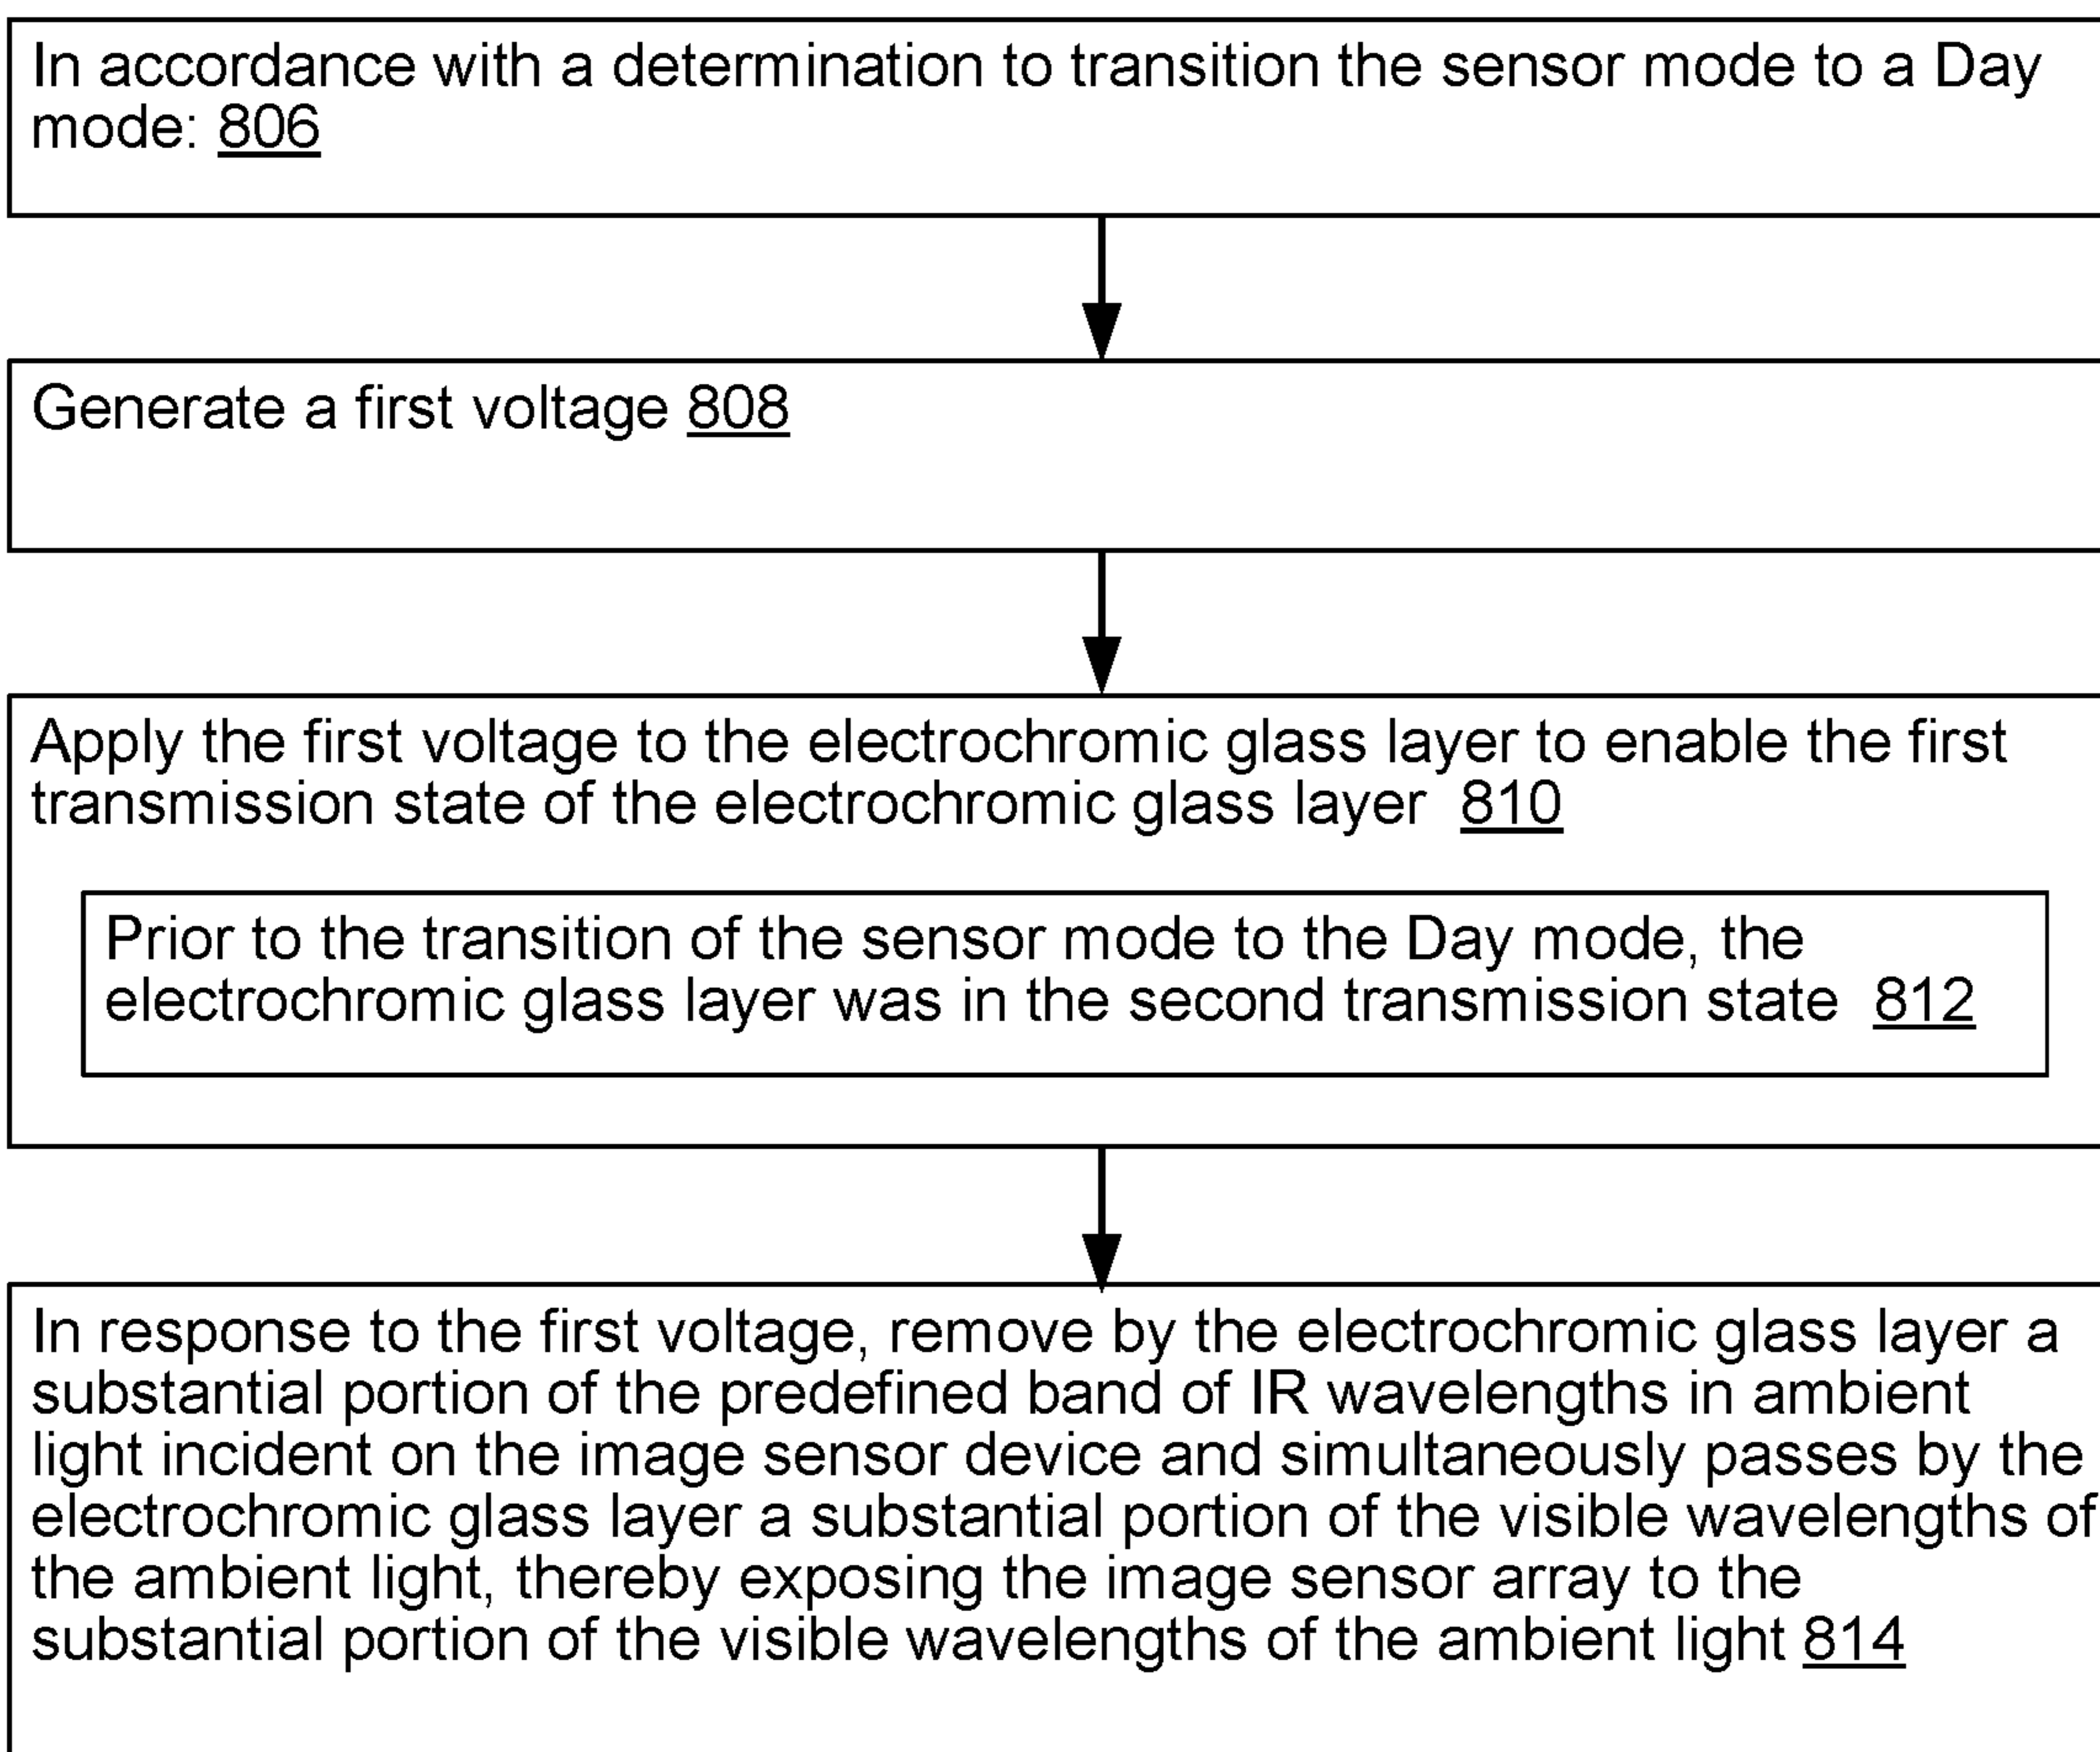 In accordance with a determination to transition the sensor mode to a Day
mode: 806
Generate a first voltage 808
Apply the first voltage to the electrochromic glass layer to enable the first
transmission state of the electrochromic glass layer 810
Prior to the transition of the sensor mode to the Day mode, the
electrochromic glass layer was in the second transmission state 812
In response to the first voltage, remove by the electrochromic glass layer a
substantial portion of the predefined band of IR wavelengths in ambient
light incident on the image sensor device and simultaneously passes by the
electrochromic glass layer a substantial portion of the visible wavelengths of
the ambient light, thereby exposing the image sensor array to the
substantial portion of the visible wavelengths of the ambient light 814